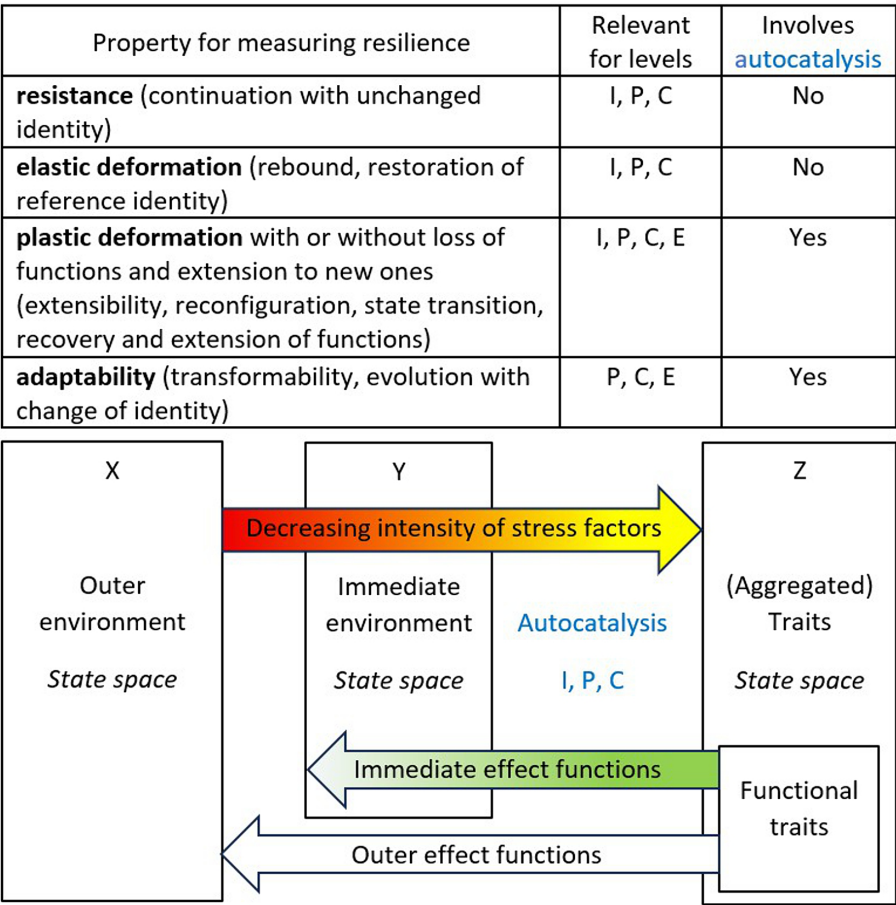 Property for measuring resilience
Relevant
for levels
Involves
autocatalysis
resistance (continuation with unchanged
identity)
I, P, C
No
elastic deformation (rebound, restoration of
reference identity)
I, P, C
No
plastic deformation with or without loss of
functions and extension to new ones
(extensibility, reconfiguration, state transition,
recovery and extension of functions)
I, P, C, E
Yes
adaptability (transformability, evolution with
change of identity)
P, C, E
Yes
X
Y
Z
Decreasing intensity of stress factors
Outer
environment
State space
Immediate
environment
State space
Autocatalysis
I, P, C
(Aggregated)
Traits
State space
Immediate effect functions
Functional
traits
Outer effect functions